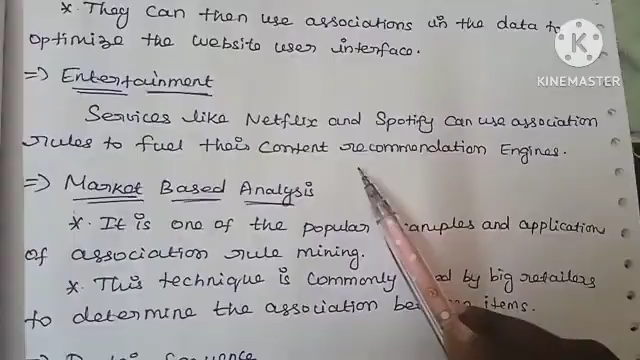 * They can then use associations in the data to
optimize the website user interface.
K
KINEMASTER
=> Entertainment
Services like Netflix and Spotify can use association
rules to fuel their content recommendation Engines.
=> Market Based Analysis
* It is one of the popular and application
of association rule mining.
* This technique is commonly by big retailers
to determine the association items.